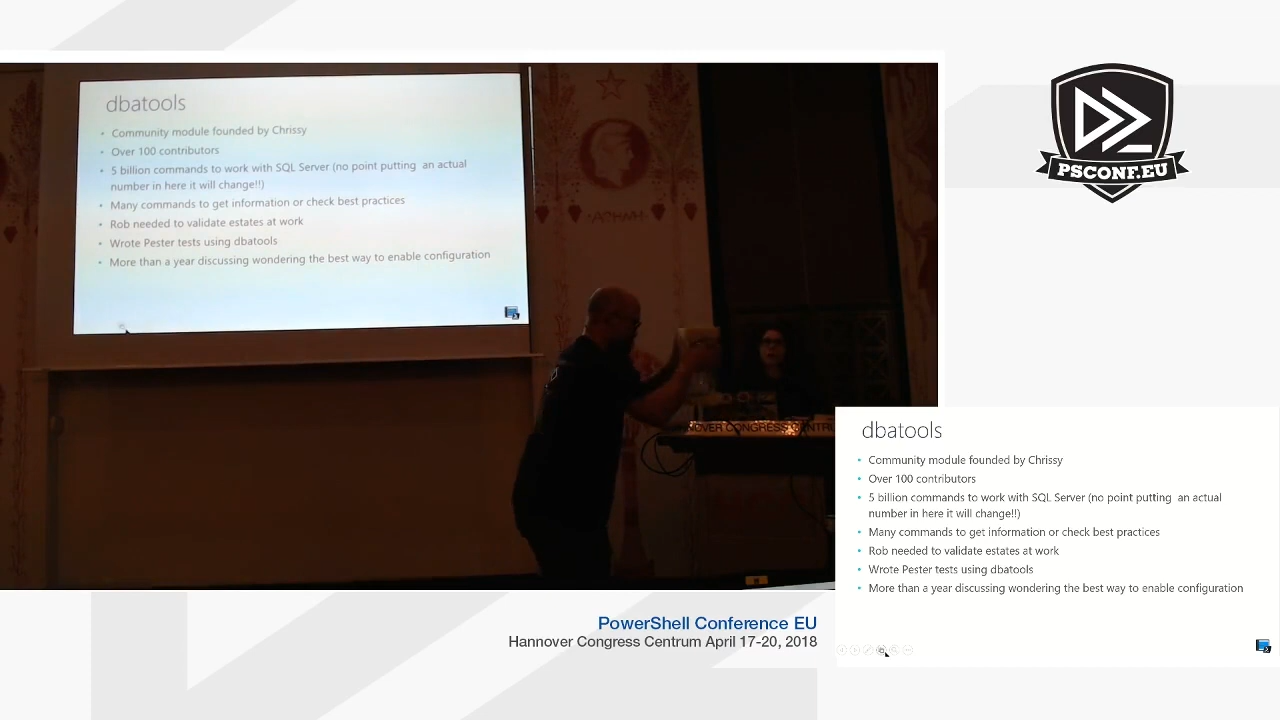 dbatools
• Community module founded by Chrissy
• Over 100 contributors
• 5 billion commands to work with SQL Server (no point putting an actual
number in here it will change!!)
• Many commands to get information or check best practices
• Rob needed to validate estates at work
• Wrote Pester tests using dbatools
• More than a year discussing wondering the best way to enable configuration
PSCONF.EU
NOVER CONGRESS CENTRU
dbatools
• Community module founded by Chrissy
• Over 100 contributors
• 5 billion commands to work with SQL Server (no point putting an actual
number in here it will change!!)
• Many commands to get information or check best practices
• Rob needed to validate estates at work
• Wrote Pester tests using dbatools
• More than a year discussing wondering the best way to enable configuration
PowerShell Conference EU
Hannover Congress Centrum April 17-20, 2018